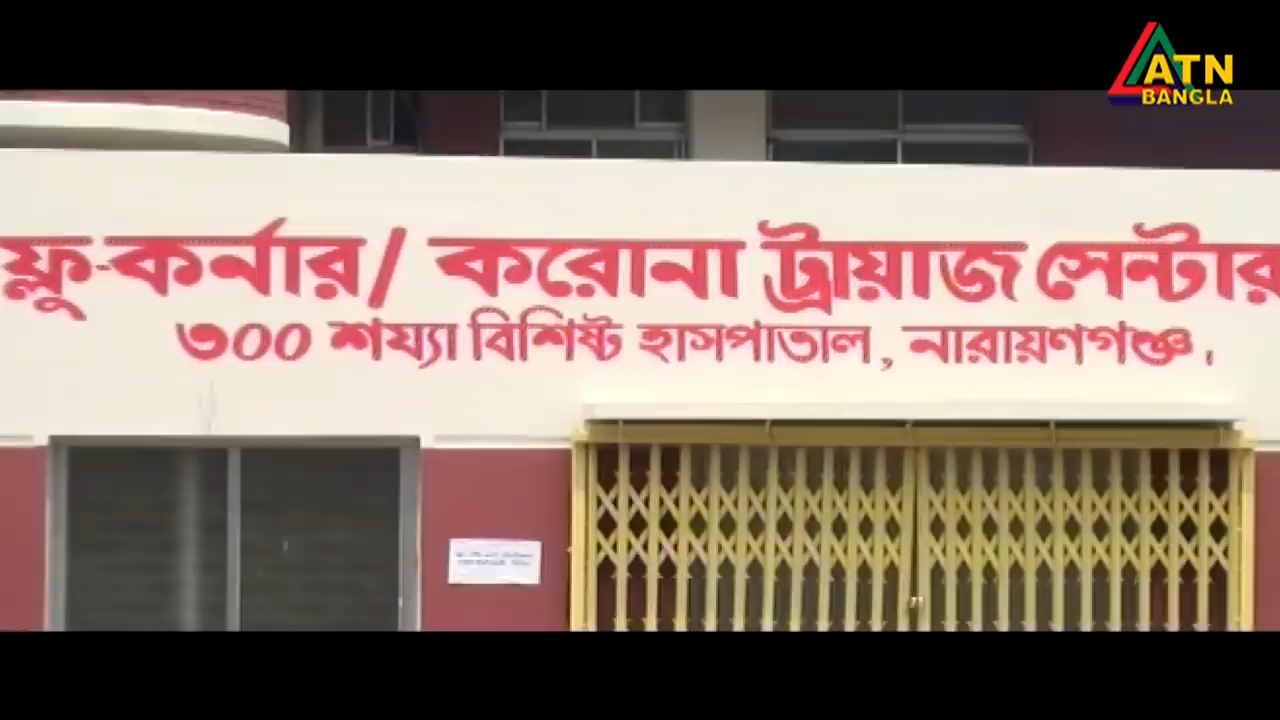 ATN
BANGLA
ফ্লু-কর্নার/ করোনা ট্রায়াজ সেন্টার
৩০০ শয্যা বিশিষ্ট হাসপাতাল, নারায়ণগঞ্জ।